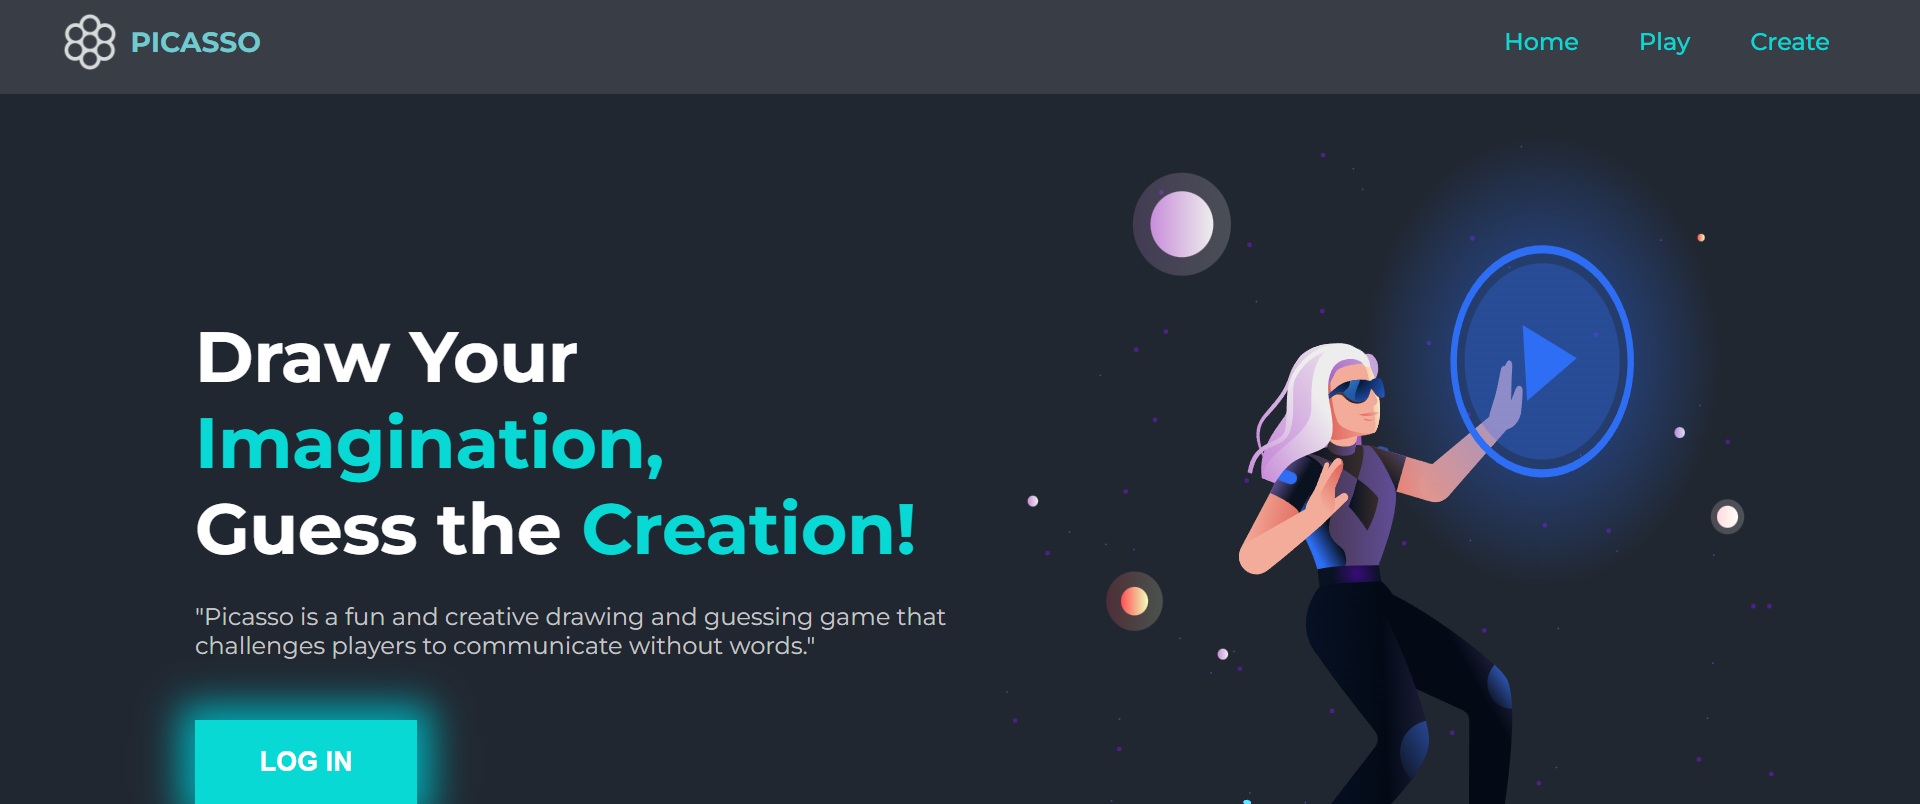 PICASSO
Home
Play
Create
Draw Your
Imagination,
Guess the Creation!
"Picasso is a fun and creative drawing and guessing game that
challenges players to communicate without words."
LOG IN